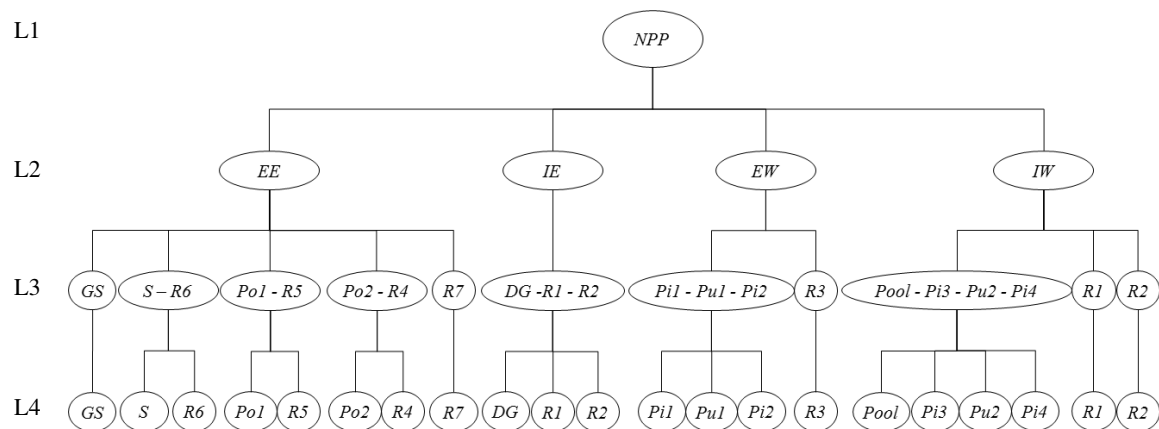 L1 NPP
L2 EE IE EW IW
L3 GS S – R6 Po1 - R5 Po2 - R4 R7 DG -R1 - R2 Pi1 - Pu1 - Pi2 R3 Pool - Pi3 - Pu2 - Pi4 R1 R2
L4 GS S R6 Po1 R5 Po2 R4 R7 DG R1 R2 Pi1 Pu1 Pi2 R3 Pool Pi3 Pu2 Pi4 R1 R2